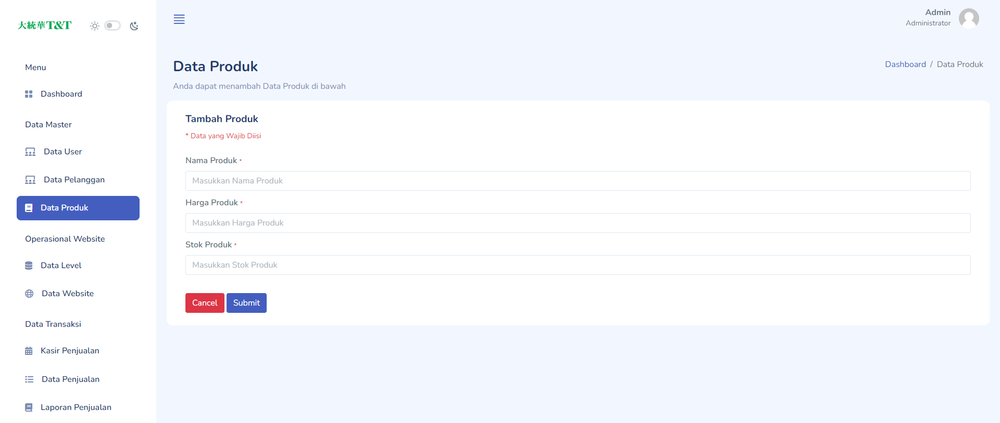 大統華T&T
Menu
Dashboard
Data Master
Data User
Data Pelanggan
Data Produk
Operasional Website
Data Level
Data Website
Data Transaksi
Kasir Penjualan
Data Penjualan
Laporan Penjualan
Admin
Administrator
Data Produk
Anda dapat menambah Data Produk di bawah
Dashboard / Data Produk
Tambah Produk
* Data yang Wajib Diisi
Nama Produk *
Masukkan Nama Produk
Harga Produk *
Masukkan Harga Produk
Stok Produk *
Masukkan Stok Produk
Cancel Submit